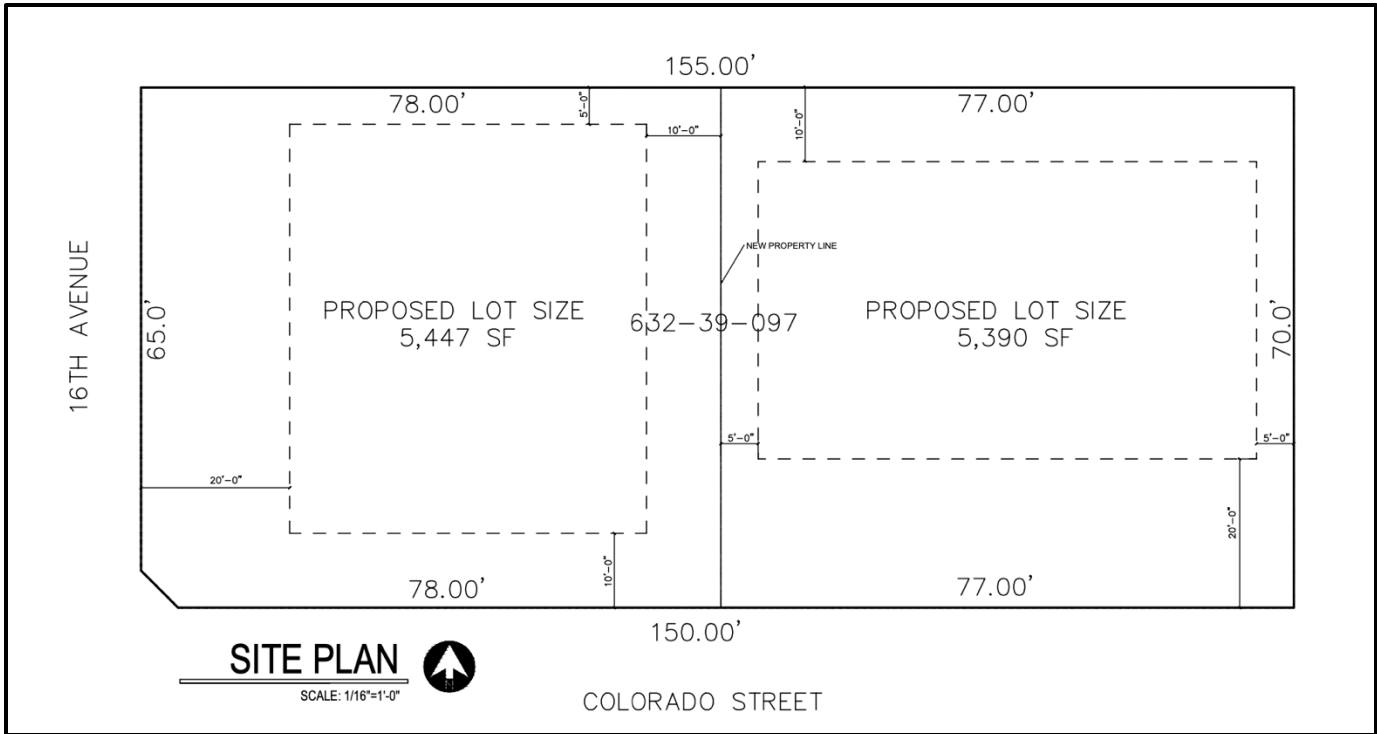 155.00'
78.00'
77.00'
5'-0"
10'-0"
10'-0"
NEW PROPERTY LINE
16TH AVENUE
65.0'
PROPOSED LOT SIZE
5,447 SF
632-39-097
PROPOSED LOT SIZE
5,390 SF
70.0'
5'-0"
5'-0"
20'-0"
20'-0"
10'-0"
78.00'
77.00'
150.00'
SITE PLAN
N
SCALE: 1/16"=1'-0"
COLORADO STREET